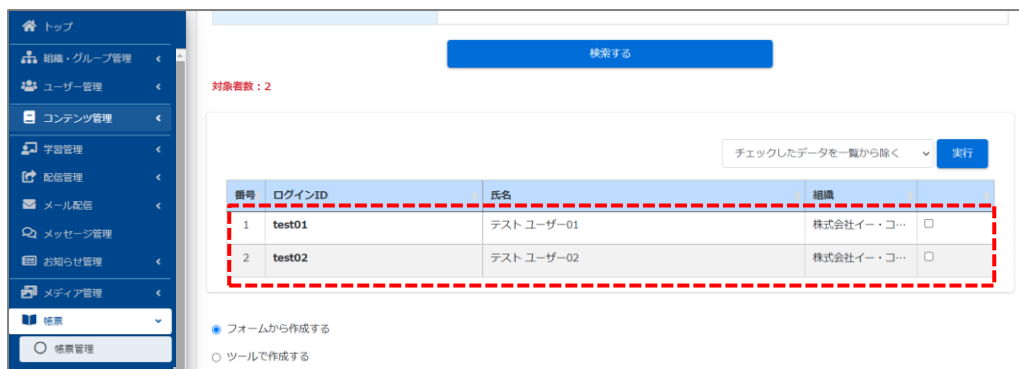 トップ
組織・グループ管理
ユーザー管理
コンテンツ管理
学習管理
配信管理
メール配信
メッセージ管理
お知らせ管理
メディア管理
帳票
帳票管理
検索する
対象者数：2
チェックしたデータを一覧から除く 実行
番号 ログインID 氏名 組織
1 test01 テスト ユーザー01 株式会社イー・コ…
2 test02 テスト ユーザー02 株式会社イー・コ…
フォームから作成する
ツールで作成する